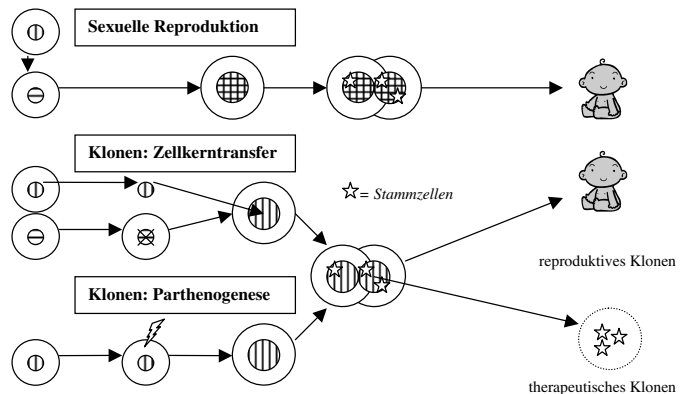 Sexuelle Reproduktion
Klonen: Zellkerntransfer
= Stammzellen
reproduktives Klonen
Klonen: Parthenogenese
therapeutisches Klonen